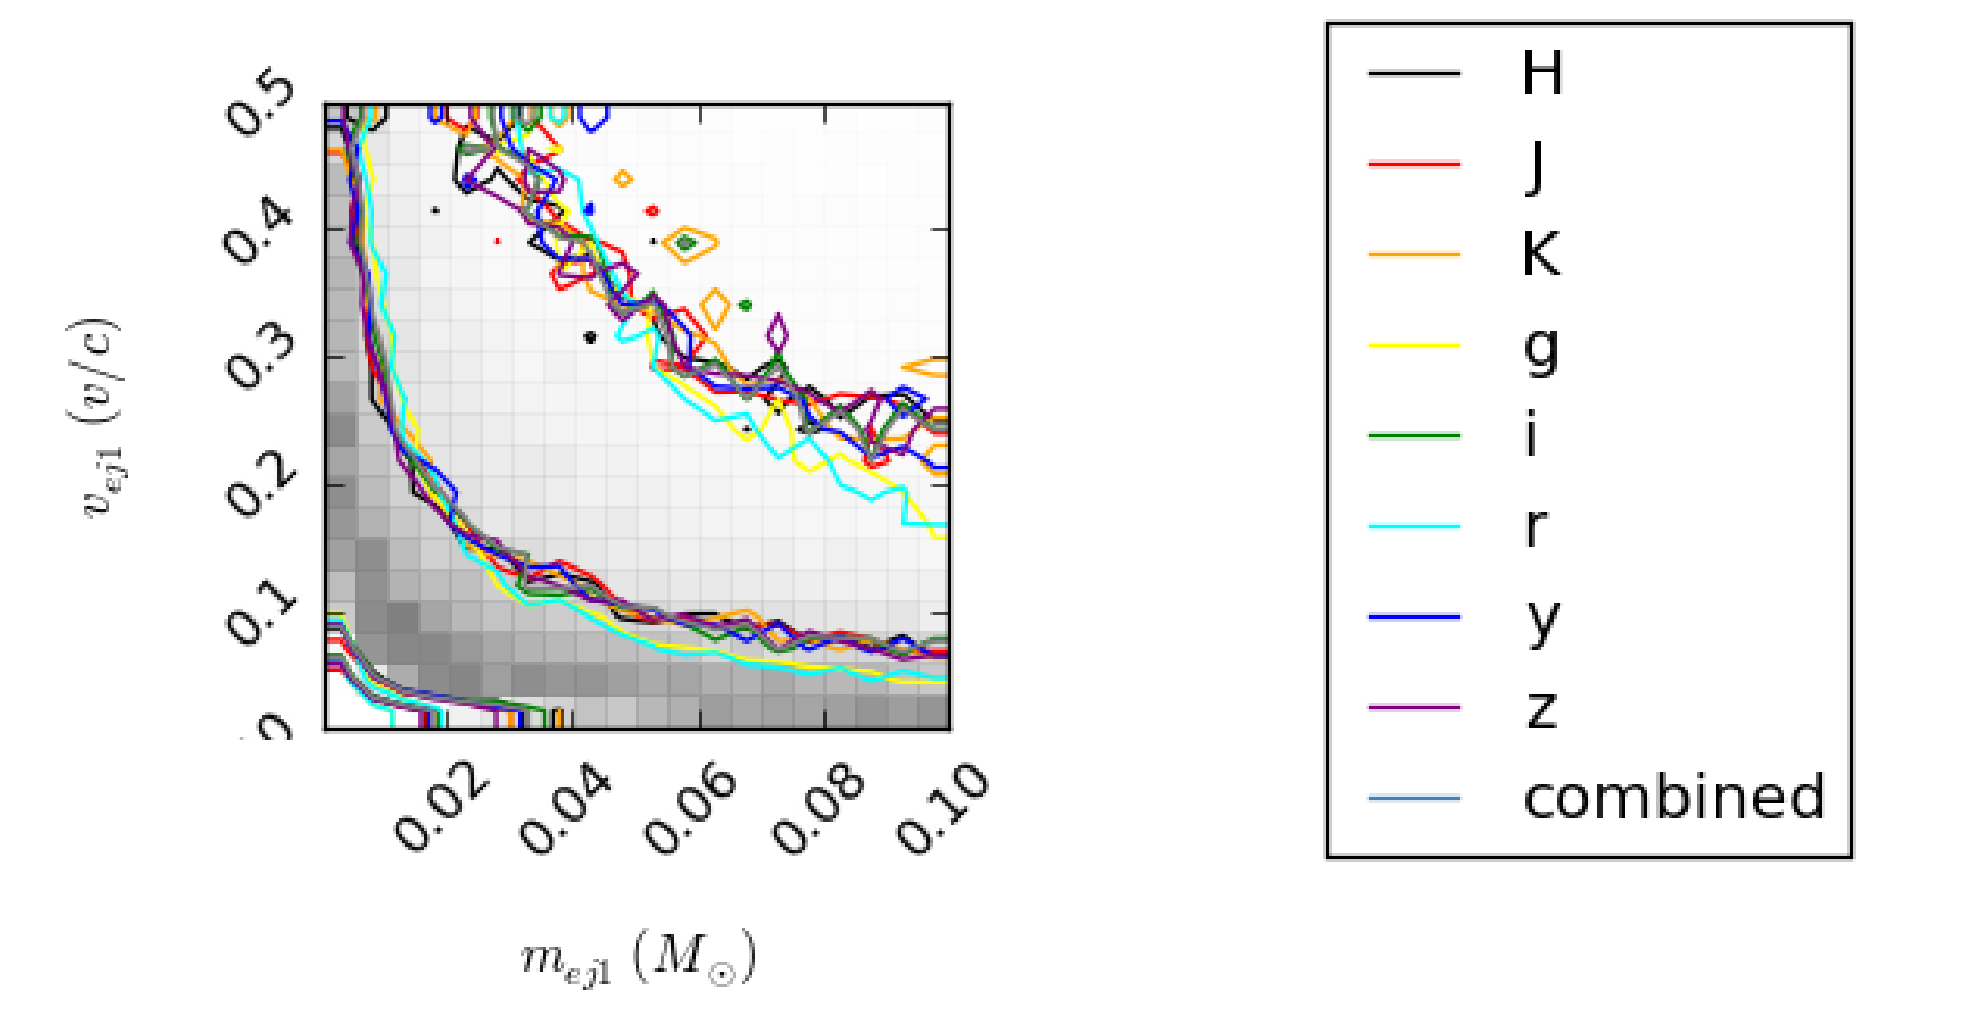 0.5
0.4
0.3
0.2
0.1
0.02
0.04
0.06
0.08
0.10
v_{ej1} (v/c)
m_{ej1} (M_⊙)
H
J
K
g
i
r
y
z
combined